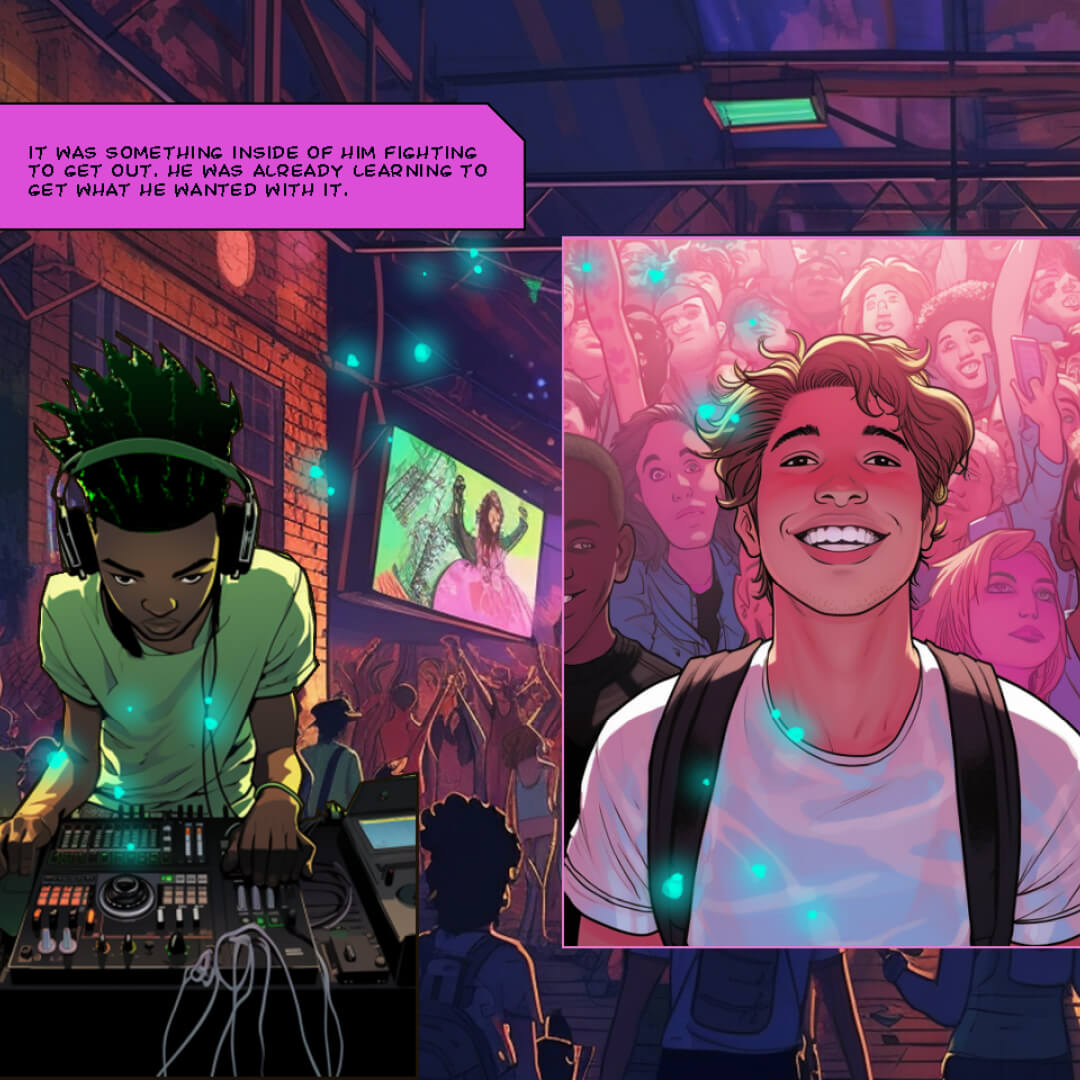 IT WAS SOMETHING INSIDE OF HIM FIGHTING
TO GET OUT. HE WAS ALREADY LEARNING TO
GET WHAT HE WANTED WITH IT.